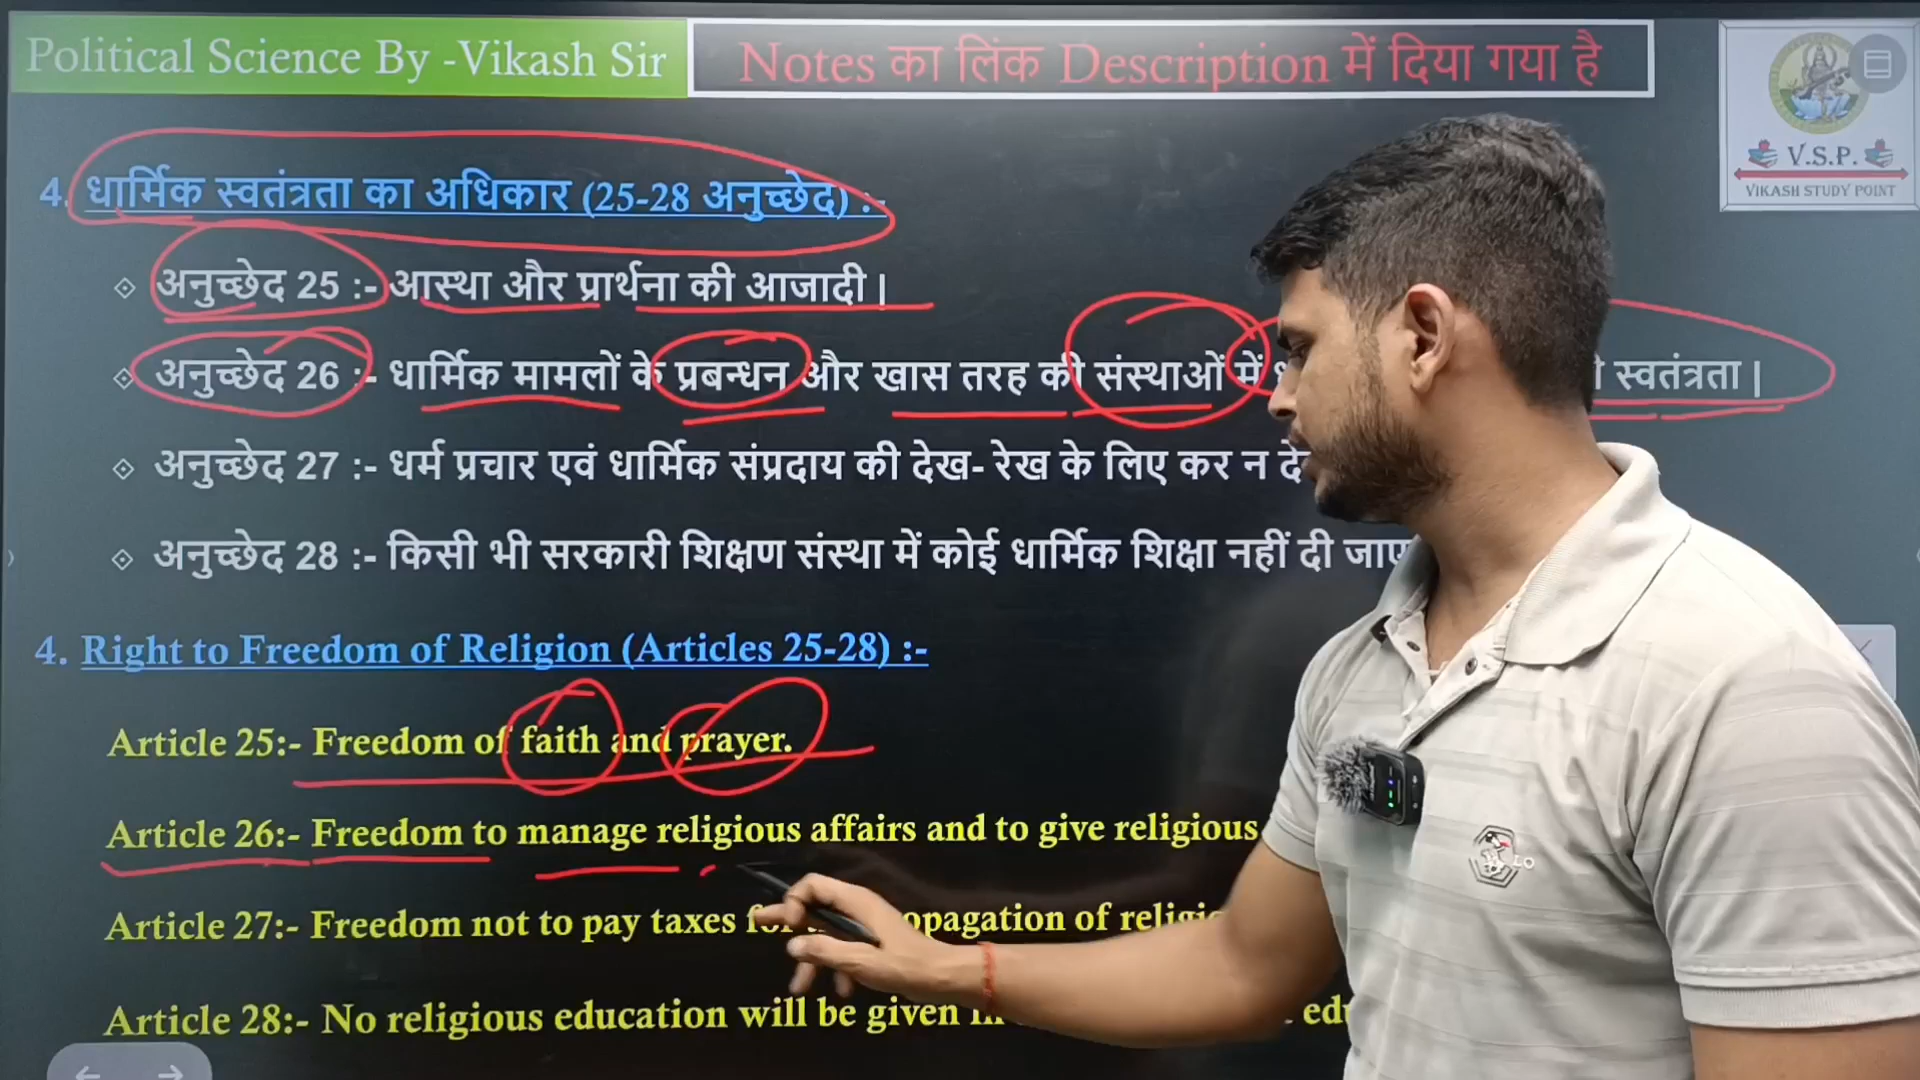 Political Science By -Vikash Sir
Notes का लिंक Description में दिया गया है
V.S.P.
VIKASH STUDY POINT
4. धार्मिक स्वतंत्रता का अधिकार (25-28 अनुच्छेद) :-
अनुच्छेद 25 :- आस्था और प्रार्थना की आजादी |
अनुच्छेद 26 :- धार्मिक मामलों के प्रबन्धन और खास तरह की संस्थाओं में स्वतंत्रता |
अनुच्छेद 27 :- धर्म प्रचार एवं धार्मिक संप्रदाय की देख- रेख के लिए कर न
अनुच्छेद 28 :- किसी भी सरकारी शिक्षण संस्था में कोई धार्मिक शिक्षा नहीं दी
4. Right to Freedom of Religion (Articles 25-28) :-
Article 25:- Freedom of faith and prayer.
Article 26:- Freedom to manage religious affairs and to give religious
Article 27:- Freedom not to pay taxes of
Article 28:- No religious education will be given